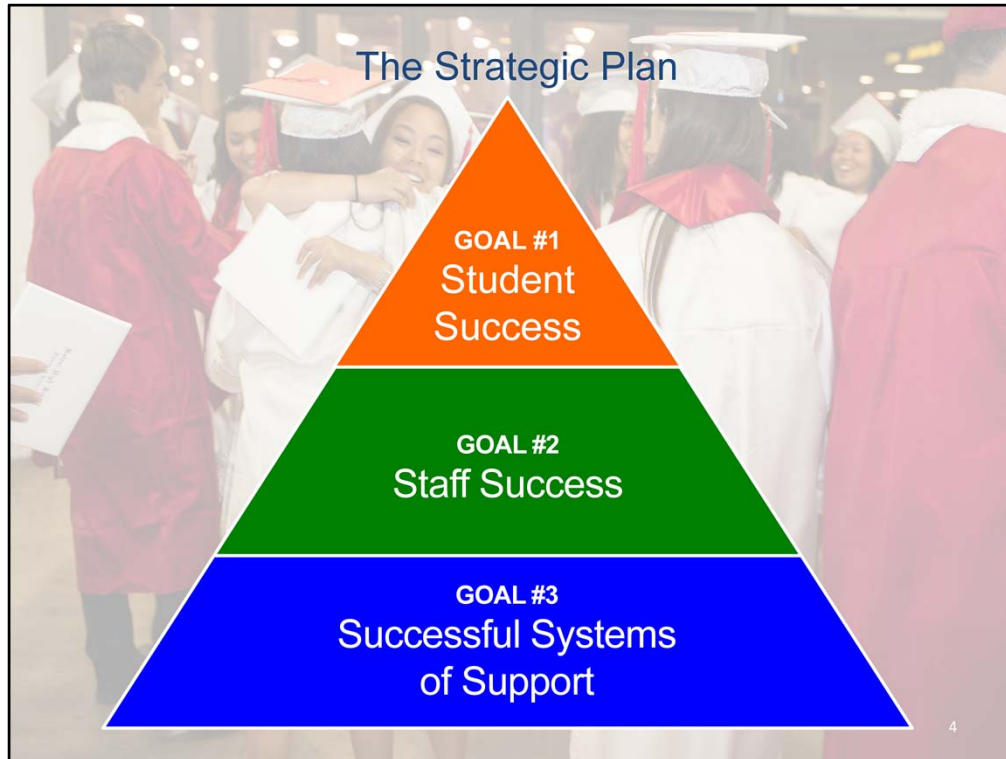 The Strategic Plan
GOAL #1
Student
Success
GOAL #2
Staff Success
GOAL #3
Successful Systems
of Support
4